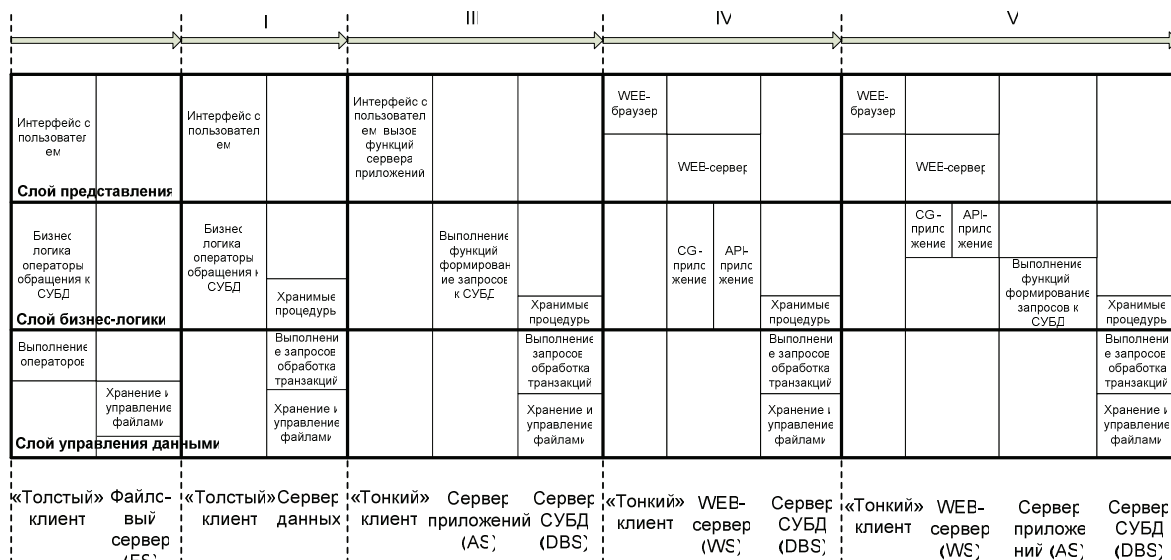 I
III
IV
V
Интерфейс с
пользовател
ем
Слой представления
Интерфейс с
пользовател
ем
Интерфейс с
пользовател
ем вызов
функций
сервера
приложений
WEB-
браузер
WEB-сервер
WEB-
браузер
WEB-сервер
Бизнес
логика
операторы
обращения к
СУБД
Слой бизнес-логики
Бизнес
логика
операторы
обращения к
СУБД
Хранимые
процедуры
Выполнение
функций
формирован
ие запросов
к СУБД
Хранимые
процедуры
CG-
прило
жение
API-
прило
жение
Хранимые
процедуры
CG-
прило
жение
API-
прило
жение
Выполнение
функций
формирование
запросов к
СУБД
Хранимые
процедуры
Выполнение
операторов
Хранение и
управление
файлами
Слой управления данными
Выполнени
е запросов
обработка
транзакций
Хранение и
управление
файлами
Выполнение
запросов
обработка
транзакций
Хранение и
управление
файлами
Выполнени
е запросов
обработка
транзакций
Хранение и
управление
файлами
Выполнени
е запросов
обработка
транзакций
Хранение и
управление
файлами
«Толстый»
клиент
Файло-
вый
сервер
(FS)
«Толстый»
клиент
Сервер
данных
«Тонкий»
клиент
Сервер
приложений
(AS)
Сервер
СУБД
(DBS)
«Тонкий»
клиент
WEB-
сервер
(WS)
Сервер
СУБД
(DBS)
«Тонкий»
клиент
WEB-
сервер
(WS)
Сервер
приложе
ний (AS)
Сервер
СУБД
(DBS)